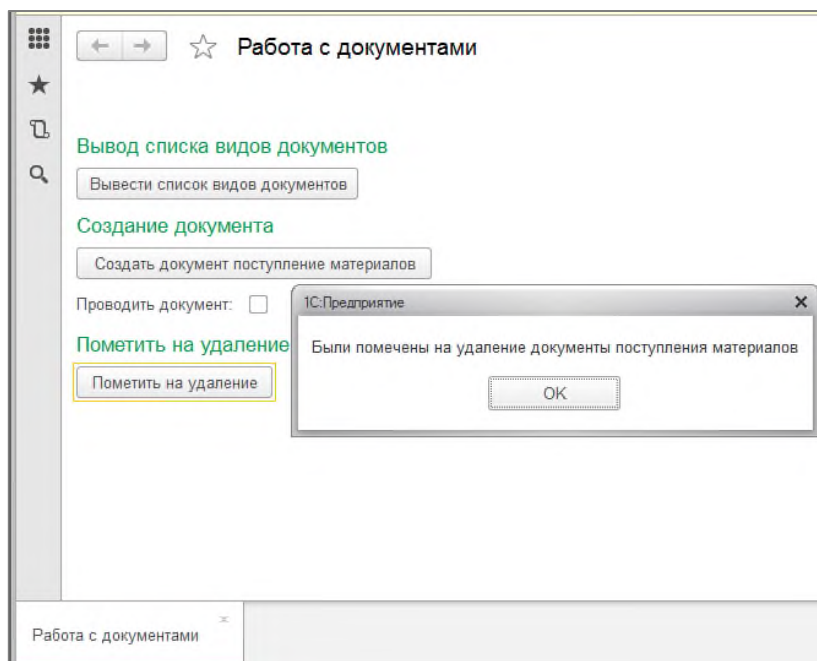 Работа с документами
Вывод списка видов документов
Вывести список видов документов
Создание документа
Создать документ поступление материалов
Проводить документ:
1С:Предприятие
Были помечены на удаление документы поступления материалов
OK
Пометить на удаление
Пометить на удаление
Работа с документами